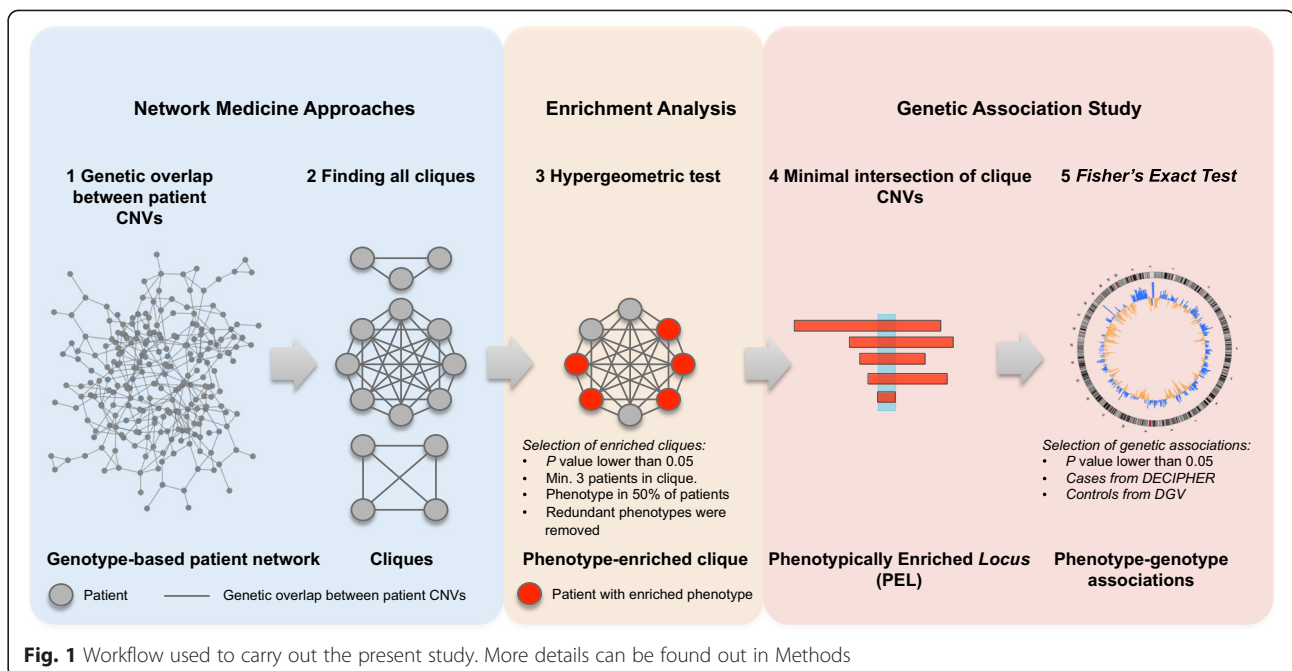 Network Medicine Approaches
Enrichment Analysis
Genetic Association Study
1 Genetic overlap
between patient
CNVs
2 Finding all cliques
3 Hypergeometric test
4 Minimal intersection of clique
CNVs
5 Fisher's Exact Test
Selection of enriched cliques:
• P value lower than 0.05
• Min. 3 patients in clique.
• Phenotype in 50% of patients
• Redundant phenotypes were
removed
Selection of genetic associations:
• P value lower than 0.05
• Cases from DECIPHER
• Controls from DGV
Genotype-based patient network
Cliques
Phenotype-enriched clique
Phenotypically Enriched Locus
(PEL)
Phenotype-genotype
associations
Patient
Genetic overlap between patient CNVs
Patient with enriched phenotype
Fig. 1 Workflow used to carry out the present study. More details can be found out in Methods